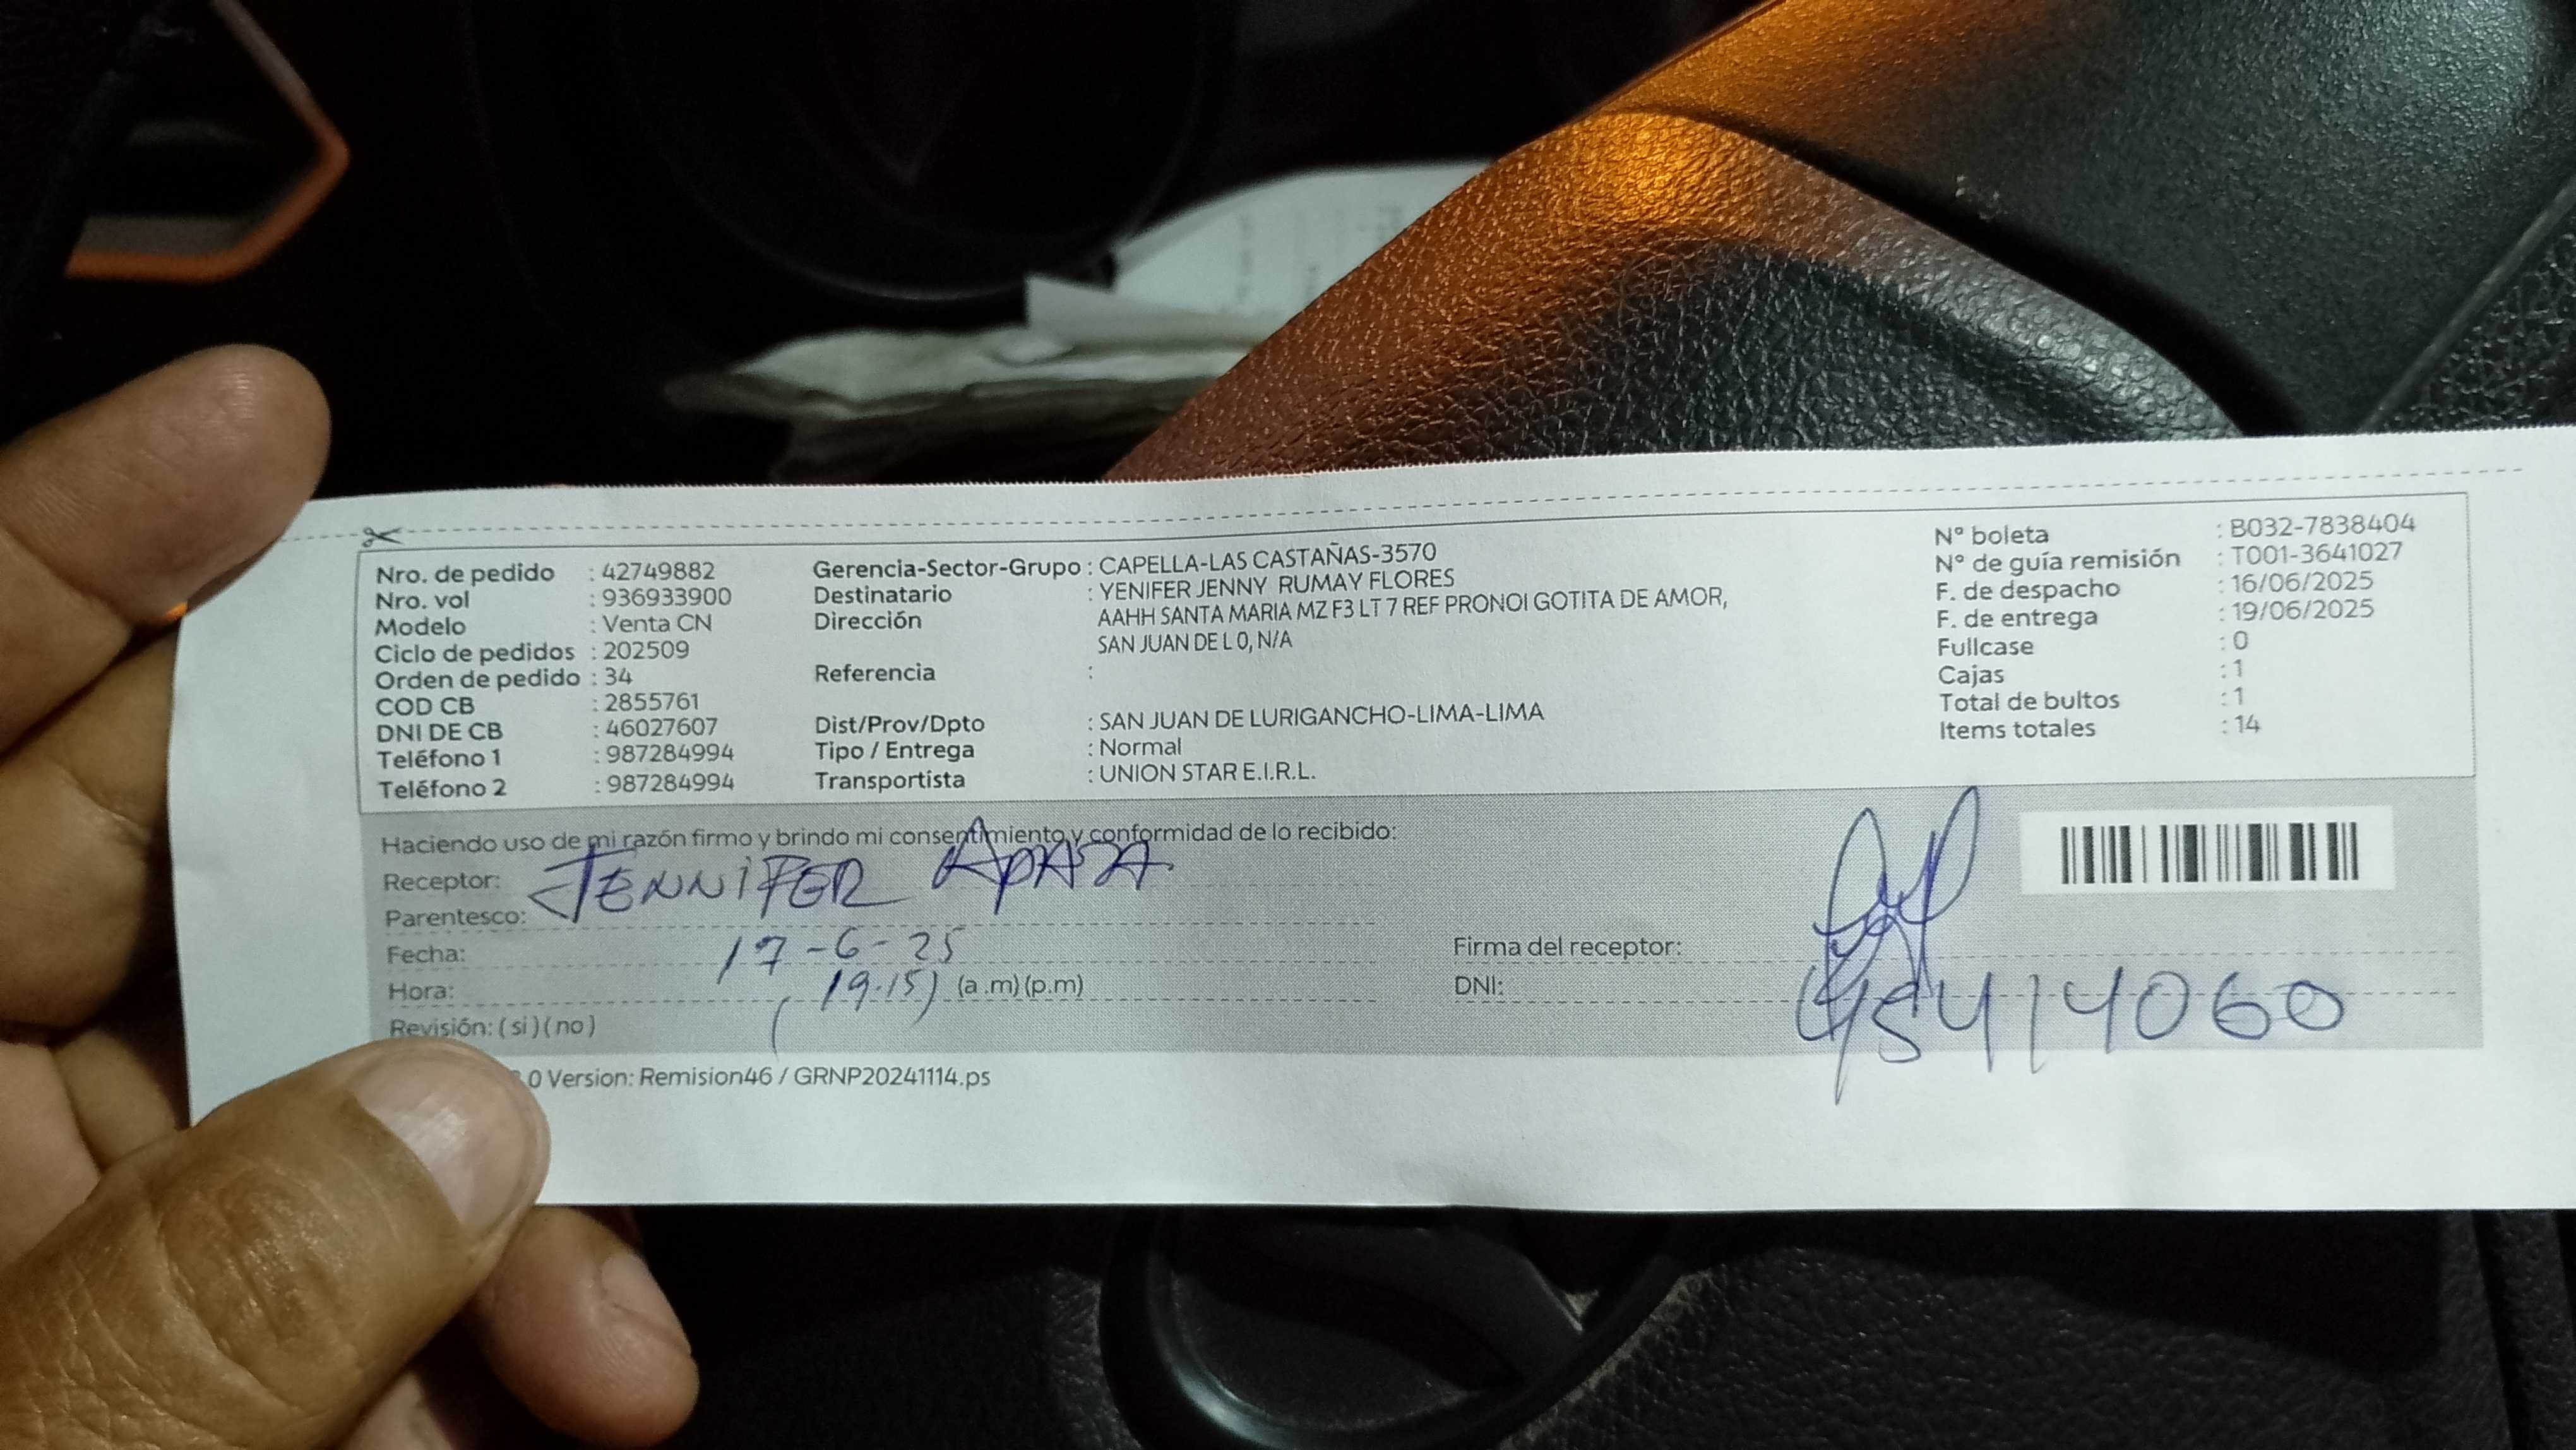 Nro. de pedido : 42749882
Nro. vol : 936933900
Modelo : Venta CN
Ciclo de pedidos : 202509
Orden de pedido : 34
COD CB : 2855761
DNI DE CB : 46027607
Teléfono 1 : 987284994
Teléfono 2 : 987284994
Gerencia-Sector-Grupo : CAPELLA-LAS CASTAÑAS-3570
Destinatario : YENIFER JENNY RUMAY FLORES
Dirección : AAHH SANTA MARIA MZ F3 LT 7 REF PRONOI GOTITA DE AMOR,
SAN JUAN DE L 0, N/A
Referencia :
Dist/Prov/Dpto : SAN JUAN DE LURIGANCHO-LIMA-LIMA
Tipo / Entrega : Normal
Transportista : UNION STAR E.I.R.L.
N° boleta : B032-7838404
N° de guía remisión : T001-3641027
F. de despacho : 16/06/2025
F. de entrega : 19/06/2025
Fullcase : 0
Cajas : 1
Total de bultos : 1
Items totales : 14
Haciendo uso de mi razón firmo y brindo mi consentimiento y conformidad de lo recibido:
Receptor: JENNIFER APAZA
Parentesco:
Fecha: 17-6-25
Hora: (19.15) (a.m)(p.m)
Revisión: (si)(no)
Firma del receptor:
DNI: 45414060
.0 Version: Remision46 / GRNP20241114.ps